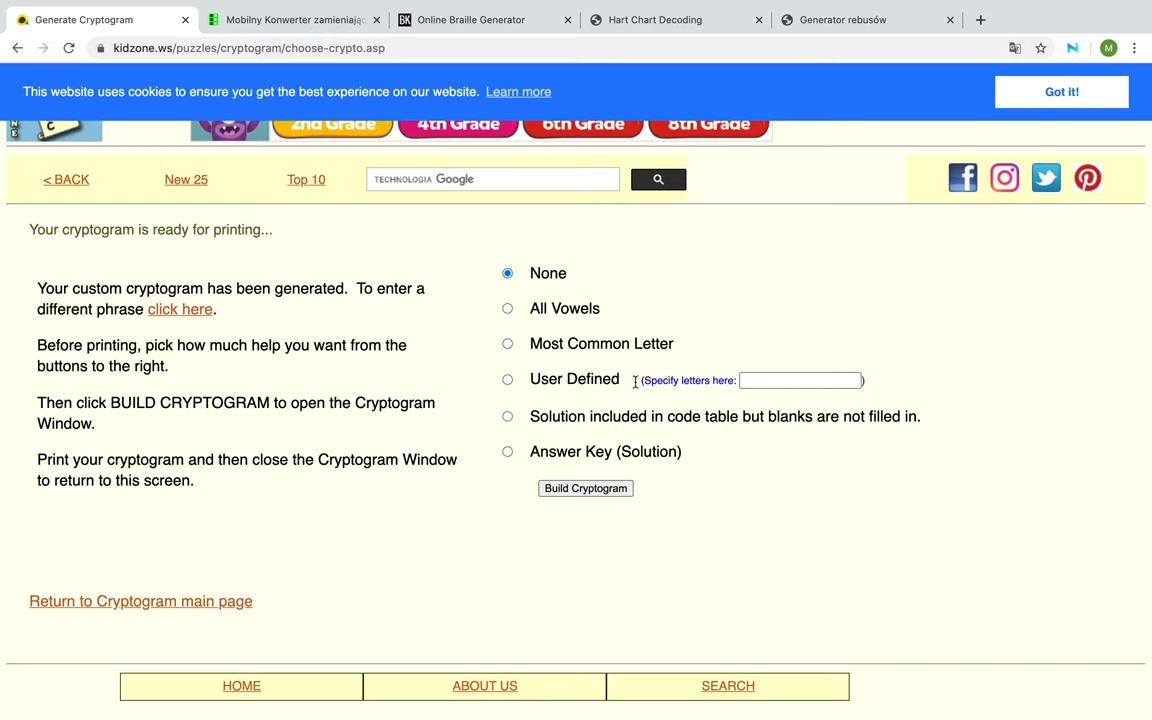 Generate Cryptogram
Mobilny Konwerter zamieniając
Online Braille Generator
Hart Chart Decoding
Generator rebusów
kidzone.ws/puzzles/cryptogram/choose-crypto.asp
M
This website uses cookies to ensure you get the best experience on our website. Learn more
Got it!
2nd Grade
4th Grade
6th Grade
8th Grade
< BACK
New 25
Top 10
TECHNOLOGIA Google
Your cryptogram is ready for printing...
Your custom cryptogram has been generated. To enter a
different phrase click here.
Before printing, pick how much help you want from the
buttons to the right.
Then click BUILD CRYPTOGRAM to open the Cryptogram
Window.
Print your cryptogram and then close the Cryptogram Window
to return to this screen.
None
All Vowels
Most Common Letter
User Defined (Specify letters here: )
Solution included in code table but blanks are not filled in.
Answer Key (Solution)
Build Cryptogram
Return to Cryptogram main page
HOME
ABOUT US
SEARCH